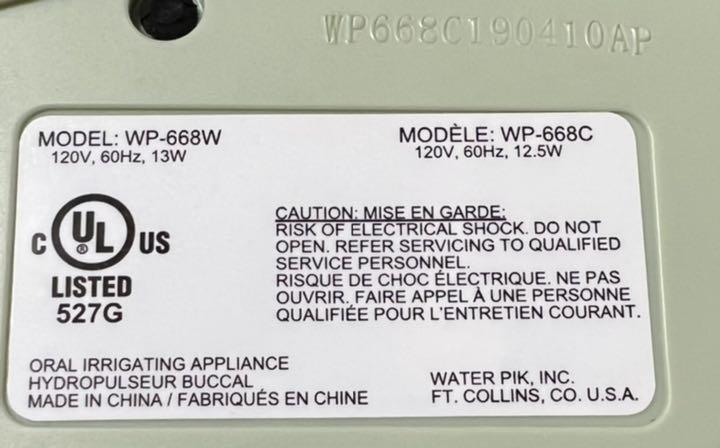 WP668C190410AP
MODEL: WP-668W
120V, 60Hz, 13W
MODÈLE: WP-668C
120V, 60Hz, 12.5W
C UL® US
LISTED
527G
CAUTION: MISE EN GARDE:
RISK OF ELECTRICAL SHOCK. DO NOT
OPEN. REFER SERVICING TO QUALIFIED
SERVICE PERSONNEL.
RISQUE DE CHOC ÉLECTRIQUE. NE PAS
OUVRIR. FAIRE APPEL À UNE PERSONNE
QUALIFIÉE POUR L'ENTRETIEN COURANT.
ORAL IRRIGATING APPLIANCE
HYDROPULSEUR BUCCAL
MADE IN CHINA / FABRIQUÉS EN CHINE
WATER PIK, INC.
FT. COLLINS, CO. U.S.A.